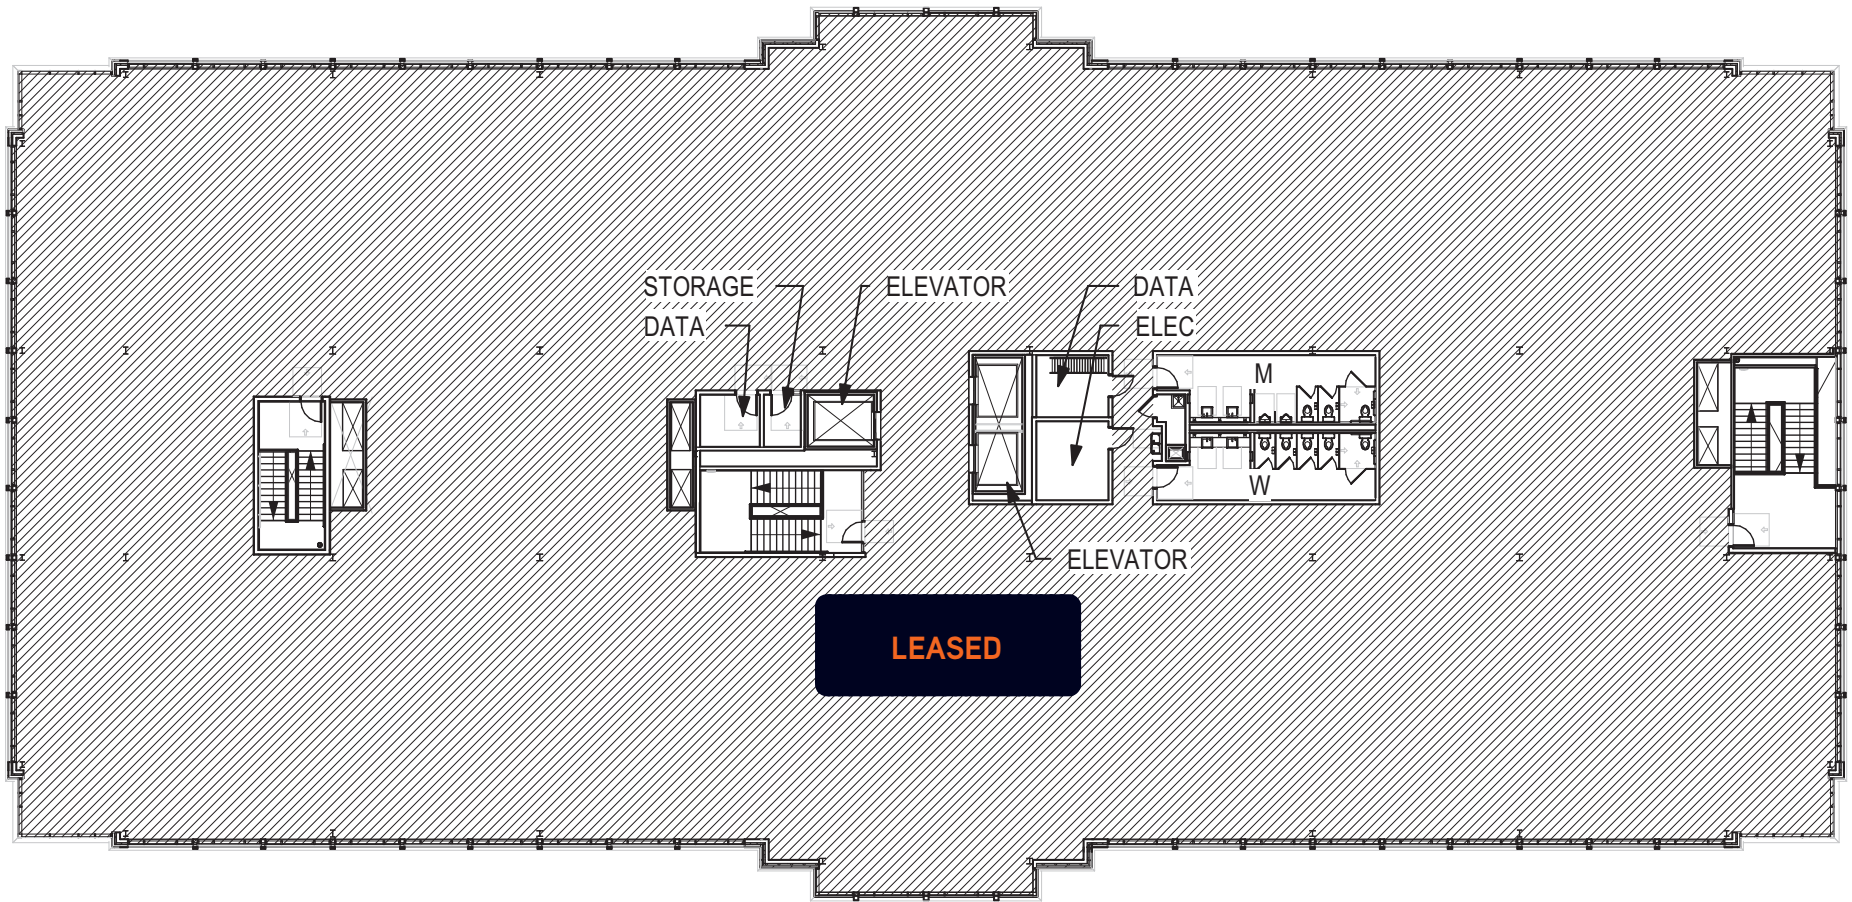 STORAGE
ELEVATOR
DATA
DATA
ELEC
M
W
ELEVATOR
LEASED